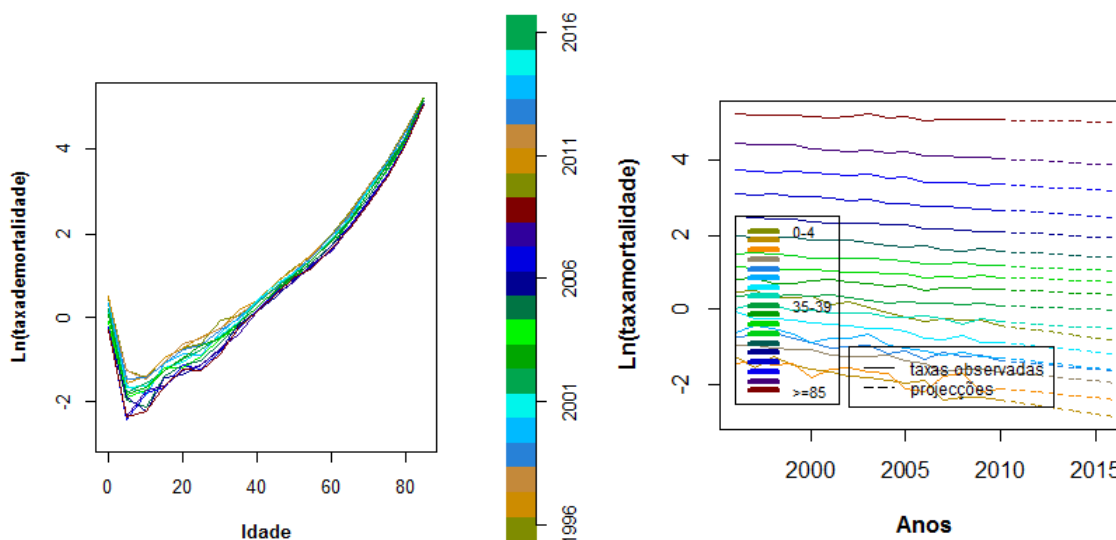 Ln(taxademortalidade)
4
2
0
-2
0 20 40 60 80
Idade
2016
2011
2006
2001
1996
Ln(taxamortalidade)
4
2
0
-2
0-4
35-39
>=85
taxas observadas
projecções
2000 2005 2010 2015
Anos